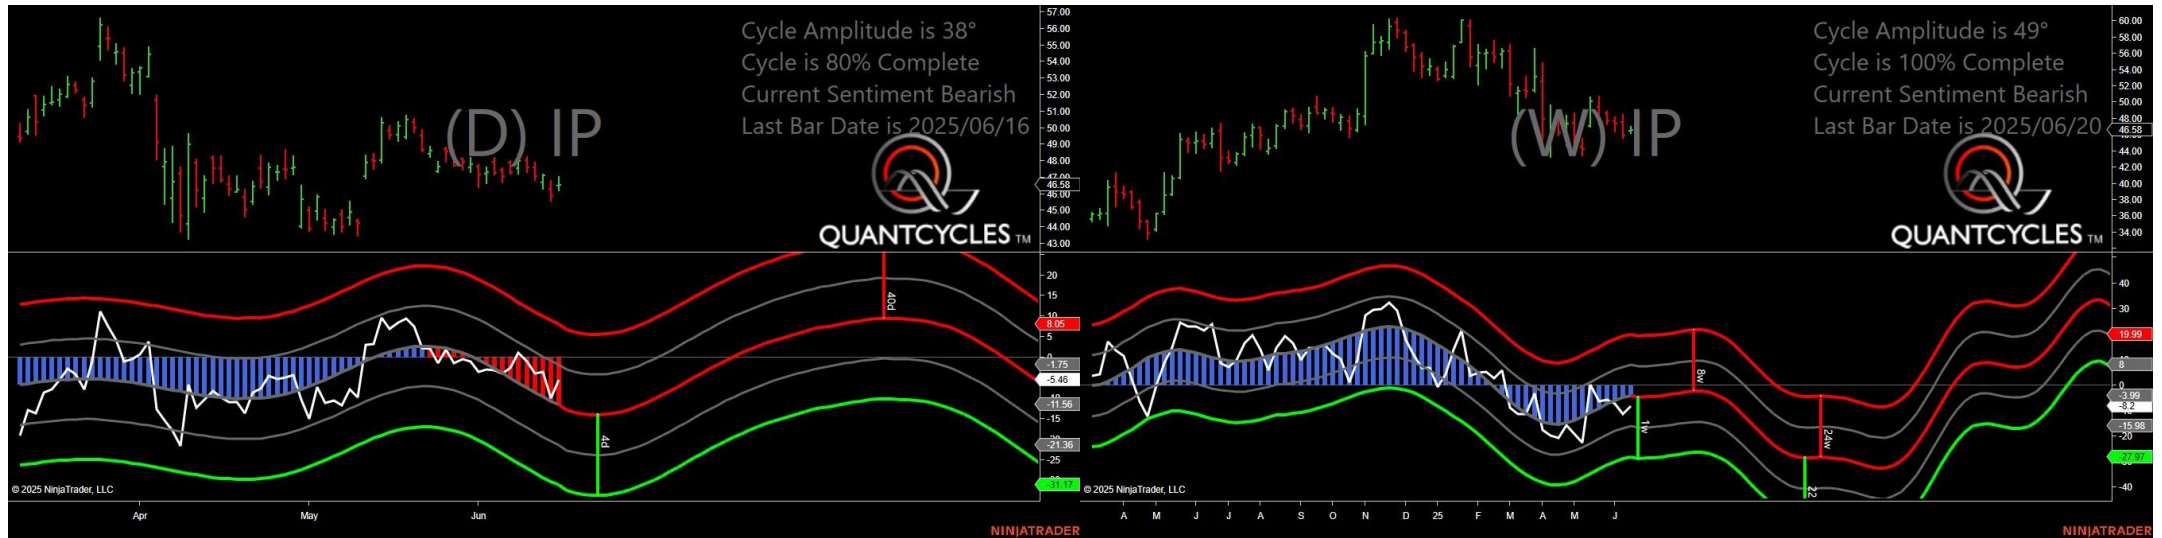 Cycle Amplitude is 38°
Cycle is 80% Complete
Current Sentiment Bearish
Last Bar Date is 2025/06/16
(D) IP
QUANTCYCLES TM
57.00
56.00
55.00
54.00
53.00
52.00
51.00
50.00
49.00
48.00
47.00
46.58
46.00
45.00
44.00
43.00
20
15
10
8.05
5
0
-1.75
-5.46
-11.56
-15
-21.36
-25
-31.17
40d
4d
© 2025 NinjaTrader, LLC
Apr
May
Jun
NINJATRADER
Cycle Amplitude is 49°
Cycle is 100% Complete
Current Sentiment Bearish
Last Bar Date is 2025/06/20
(W) IP
QUANTCYCLES TM
60.00
58.00
56.00
54.00
52.00
50.00
48.00
46.58
44.00
42.00
40.00
38.00
36.00
34.00
40
30
19.99
8
0
-3.99
-8.2
-15.98
-20
-27.97
-40
8w
1w
24w
22
© 2025 NinjaTrader, LLC
A M J J A S O N D 25 F M A M J
NINJATRADER